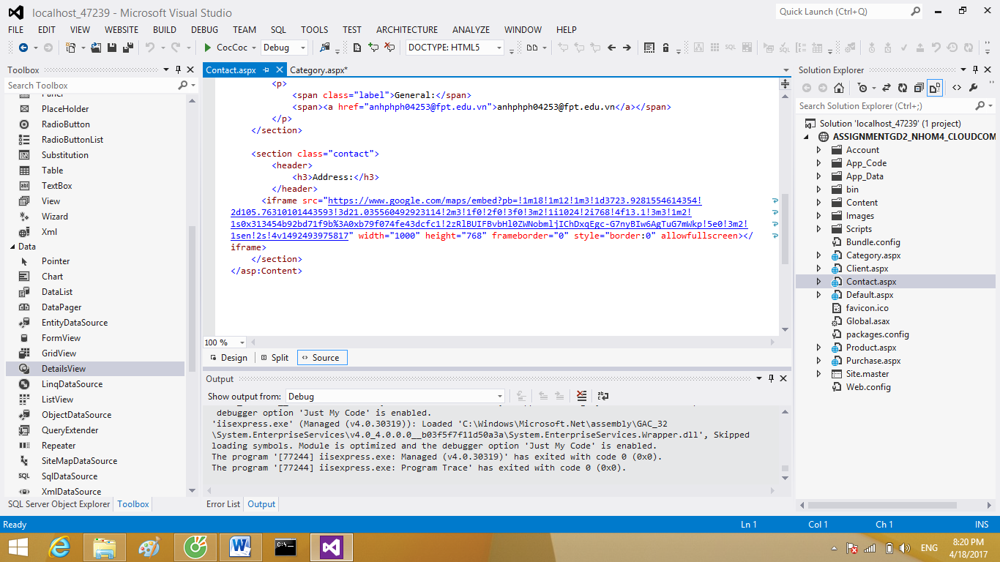 localhost_47239 - Microsoft Visual Studio
Quick Launch (Ctrl+Q)
FILE EDIT VIEW WEBSITE BUILD DEBUG TEAM SQL TOOLS TEST ARCHITECTURE ANALYZE WINDOW HELP
CocCoc Debug DOCTYPE: HTML5
Toolbox
Search Toolbox
PlaceHolder
RadioButton
RadioButtonList
Substitution
Table
TextBox
View
Wizard
Xml
Data
Pointer
Chart
DataList
DataPager
EntityDataSource
FormView
GridView
DetailsView
LinqDataSource
ListView
ObjectDataSource
QueryExtender
Repeater
SiteMapDataSource
SqlDataSource
XmlDataSource
SQL Server Object Explorer Toolbox
Contact.aspx Category.aspx*
<p>
<span class="label">General:</span>
<span><a href="anhphph04253@fpt.edu.vn">anhphph04253@fpt.edu.vn</a></span>
</p>
</section>
<section class="contact">
<header>
<h3>Address:</h3>
</header>
<iframe src="https://www.google.com/maps/embed?pb=!1m18!1m12!1m3!1d3723.9281554614354!
2d105.76310101443593!3d21.035560492923114!2m3!1f0!2f0!3f0!3m2!1i1024!2i768!4f13.1!3m3!1m2!
1s0x313454b92bd71f9b%3A0xb79f074fe43dcfc1!2zRlBUIFBvbHl0ZWNobmljIChDxqEgc-G7nyBIw6AgTuG7mWkp!5e0!3m2!
1sen!2s!4v1492493975817" width="1000" height="768" frameborder="0" style="border:0" allowfullscreen></
iframe>
</section>
</asp:Content>
100 %
Design Split Source
Output
Show output from: Debug
debugger option 'Just My Code' is enabled.
'iisexpress.exe' (Managed (v4.0.30319)): Loaded 'C:\Windows\Microsoft.Net\assembly\GAC_32
\System.EnterpriseServices\v4.0_4.0.0.0__b03f5f7f11d50a3a\System.EnterpriseServices.Wrapper.dll', Skipped
loading symbols. Module is optimized and the debugger option 'Just My Code' is enabled.
The program '[77244] iisexpress.exe: Managed (v4.0.30319)' has exited with code 0 (0x0).
The program '[77244] iisexpress.exe: Program Trace' has exited with code 0 (0x0).
Error List Output
Solution Explorer
Search Solution Explorer (Ctrl+;)
Solution 'localhost_47239' (1 project)
ASSIGNMENTGD2_NHOM4_CLOUDCOM
Account
App_Code
App_Data
bin
Content
Images
Scripts
Bundle.config
Category.aspx
Client.aspx
Contact.aspx
Default.aspx
favicon.ico
Global.asax
packages.config
Product.aspx
Purchase.aspx
Site.master
Web.config
Ready Ln 1 Col 1 Ch 1 INS
ENG
8:20 PM
4/18/2017